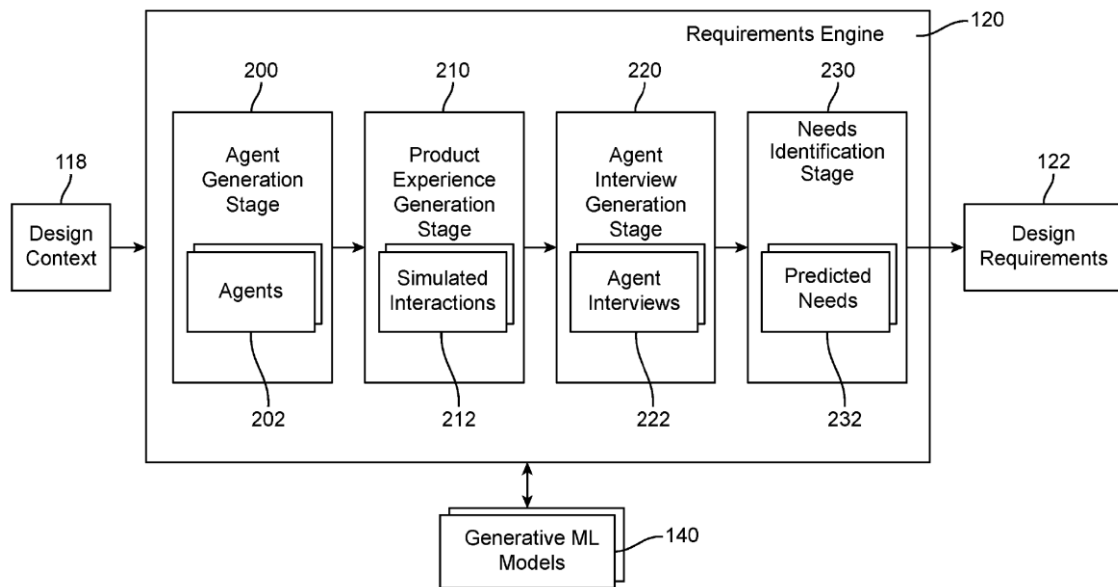 Requirements Engine
120
200
210
220
230
118
122
Agent
Generation
Stage
Product
Experience
Generation
Stage
Agent
Interview
Generation
Stage
Needs
Identification
Stage
Design
Context
Design
Requirements
Agents
Simulated
Interactions
Agent
Interviews
Predicted
Needs
202
212
222
232
Generative ML
Models
140